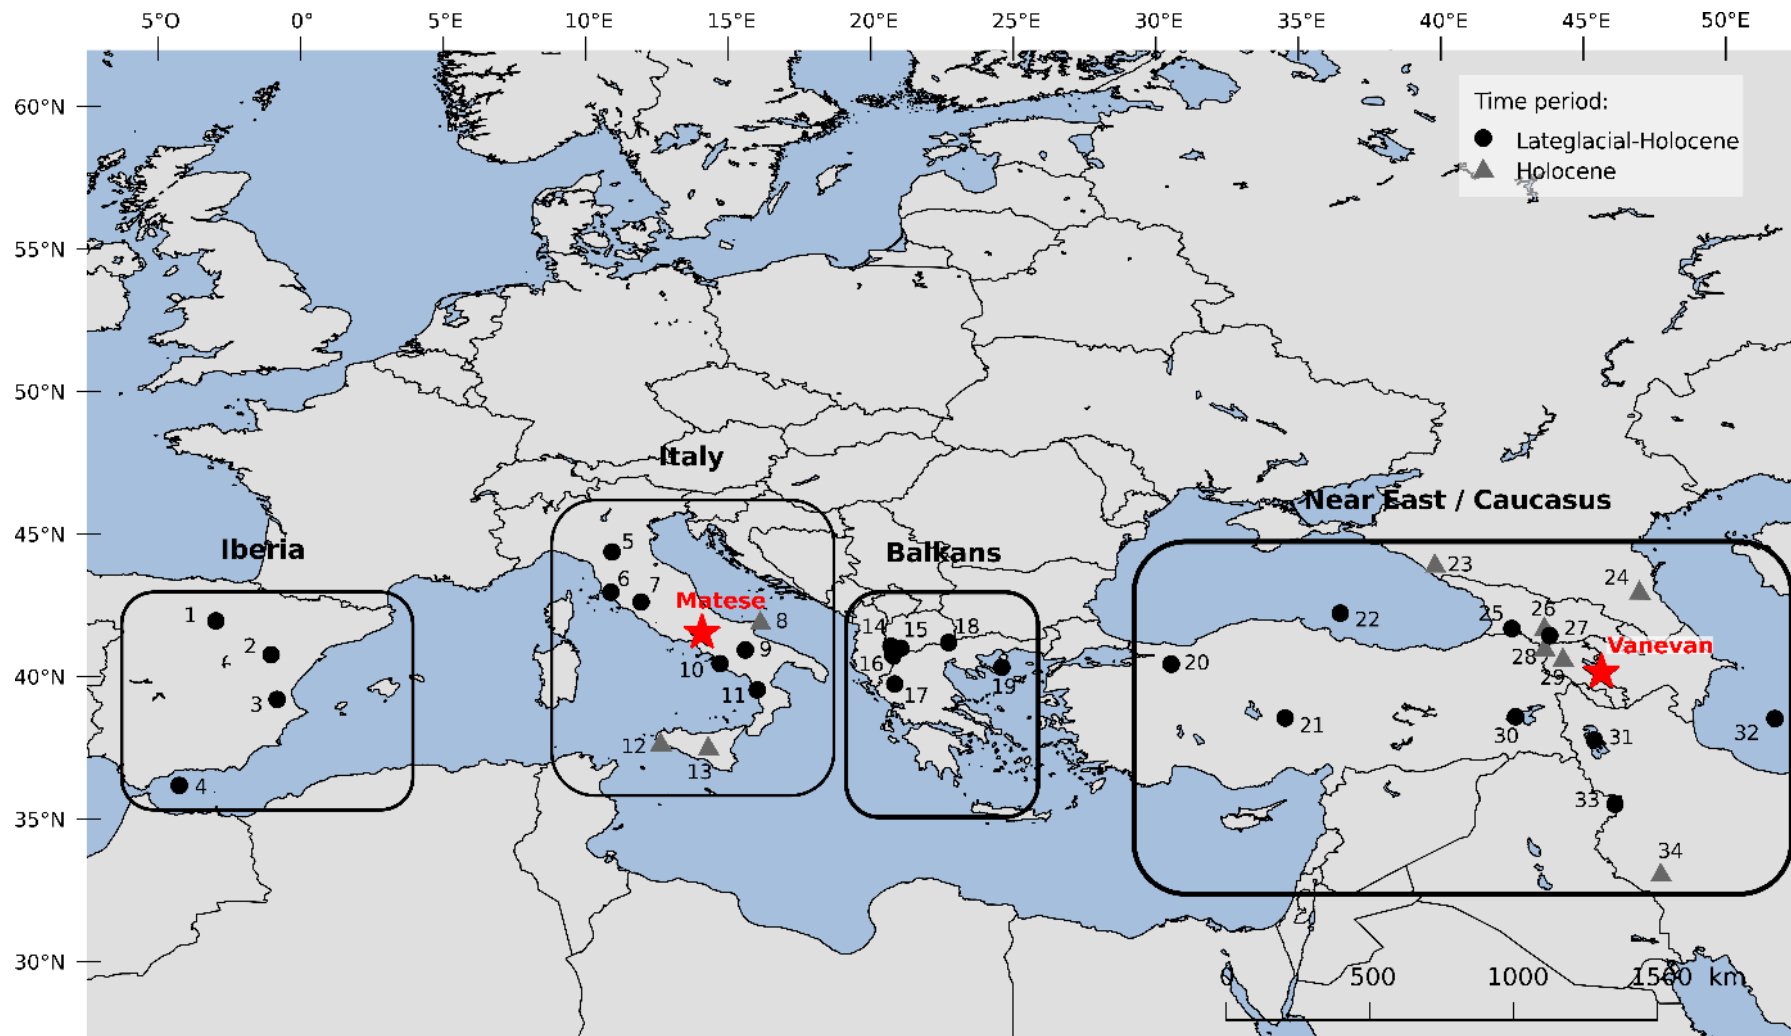 5°O 0°E 5°E 10°E 15°E 20°E 25°E 30°E 35°E 40°E 45°E 50°E
60°N
55°N
50°N
45°N
40°N
35°N
30°N
Time period:
Lateglacial-Holocene
Holocene
Iberia
Italy
Balkans
Near East / Caucasus
Matese
Vanevan
1
2
3
4
5
6
7
8
9
10
11
12
13
14
15
16
17
18
19
20
21
22
23
24
25
26
27
28
29
30
31
32
33
34
0 500 1000 1500 km